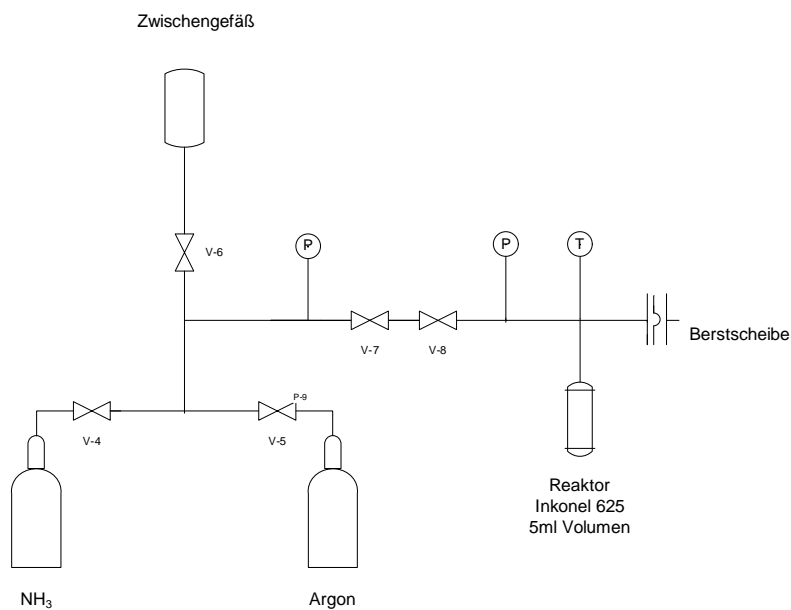 Zwischengefäß
V-6
P
P
T
V-7
V-8
Berstscheibe
V-4
V-5
P-9
Reaktor
Inkonel 625
5ml Volumen
NH₃
Argon